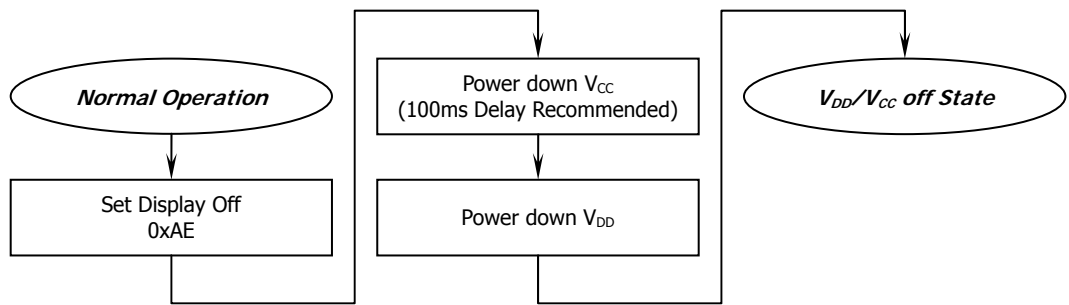 Normal Operation
Set Display Off
0xAE
Power down VCC
(100ms Delay Recommended)
Power down VDD
VDD/VCC off State